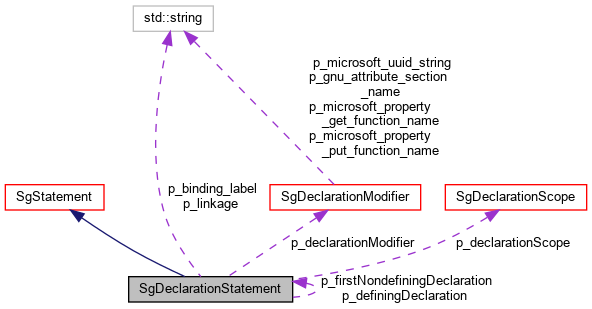 std::string
p_microsoft_uuid_string
p_gnu_attribute_section
_name
p_microsoft_property
_get_function_name
p_microsoft_property
_put_function_name
p_binding_label
p_linkage
SgStatement
SgDeclarationModifier
SgDeclarationScope
p_declarationModifier
p_declarationScope
SgDeclarationStatement
p_firstNondefiningDeclaration
p_definingDeclaration